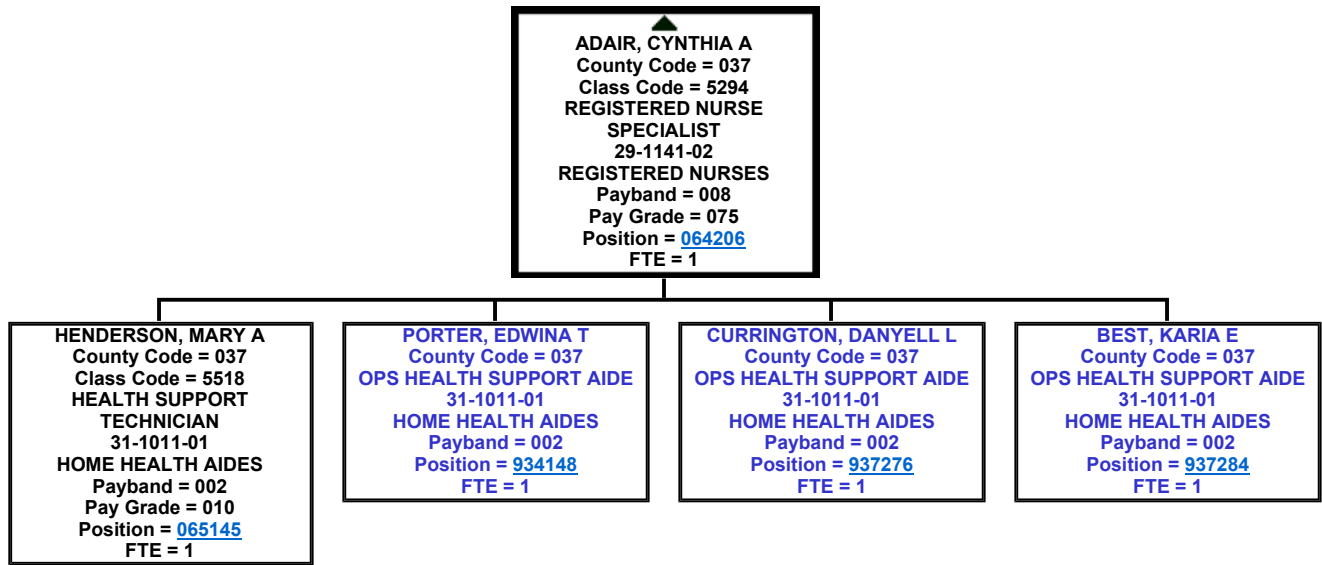 ADAIR, CYNTHIA A
County Code = 037
Class Code = 5294
REGISTERED NURSE
SPECIALIST
29-1141-02
REGISTERED NURSES
Payband = 008
Pay Grade = 075
Position = 064206
FTE = 1
HENDERSON, MARY A
County Code = 037
Class Code = 5518
HEALTH SUPPORT
TECHNICIAN
31-1011-01
HOME HEALTH AIDES
Payband = 002
Pay Grade = 010
Position = 065145
FTE = 1
PORTER, EDWINA T
County Code = 037
OPS HEALTH SUPPORT AIDE
31-1011-01
HOME HEALTH AIDES
Payband = 002
Position = 934148
FTE = 1
CURRINGTON, DANYELL L
County Code = 037
OPS HEALTH SUPPORT AIDE
31-1011-01
HOME HEALTH AIDES
Payband = 002
Position = 937276
FTE = 1
BEST, KARIA E
County Code = 037
OPS HEALTH SUPPORT AIDE
31-1011-01
HOME HEALTH AIDES
Payband = 002
Position = 937284
FTE = 1